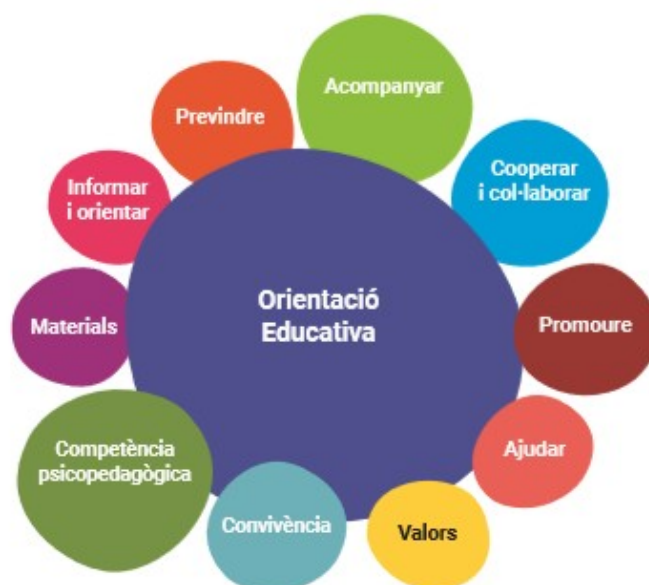 Acompanyar
Previndre
Cooperar
i col·laborar
Informar
i orientar
Orientació
Educativa
Materials
Promoure
Competència
psicopedagògica
Ajudar
Convivència
Valors